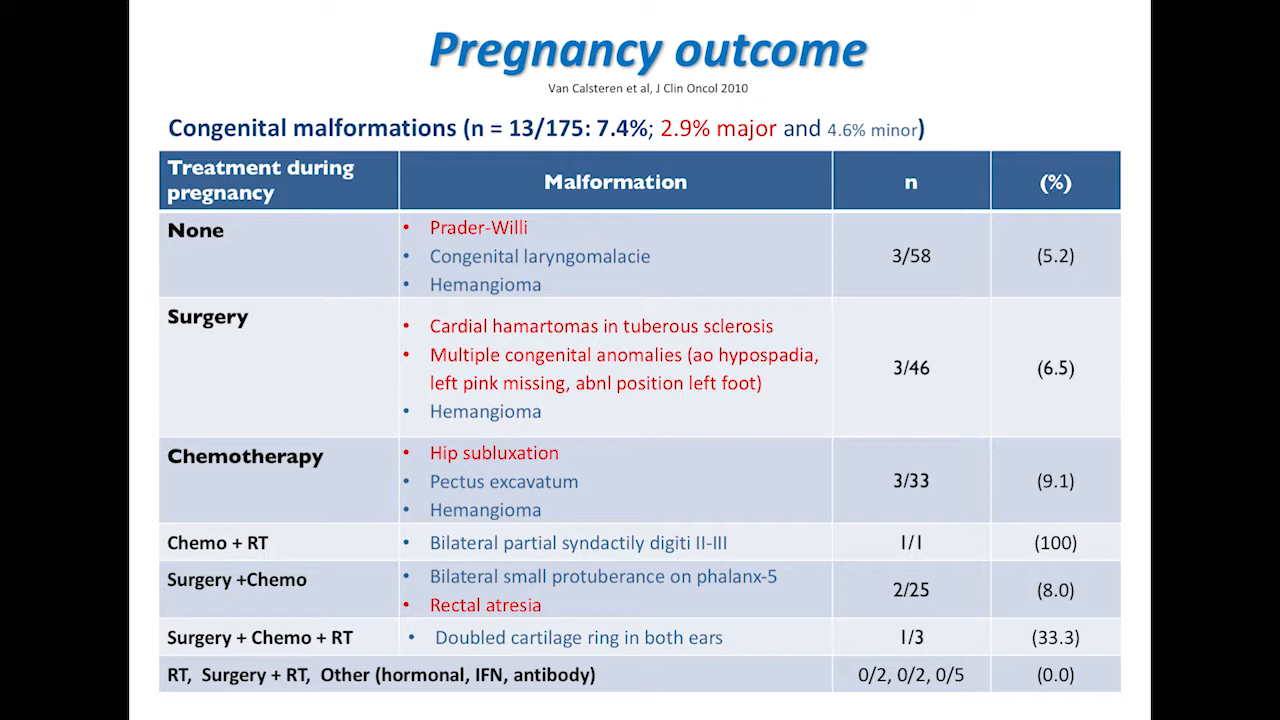 Pregnancy outcome
Van Calsteren et al, J Clin Oncol 2010
Congenital malformations (n = 13/175: 7.4%; 2.9% major and 4.6% minor)
Treatment during pregnancy Malformation n (%)
None
• Prader-Willi
• Congenital laryngomalacie
• Hemangioma
3/58 (5.2)
Surgery
• Cardial hamartomas in tuberous sclerosis
• Multiple congenital anomalies (ao hypospadia,
left pink missing, abnl position left foot)
• Hemangioma
3/46 (6.5)
Chemotherapy
• Hip subluxation
• Pectus excavatum
• Hemangioma
3/33 (9.1)
Chemo + RT • Bilateral partial syndactily digiti II-III 1/1 (100)
Surgery +Chemo
• Bilateral small protuberance on phalanx-5
• Rectal atresia
2/25 (8.0)
Surgery + Chemo + RT • Doubled cartilage ring in both ears 1/3 (33.3)
RT, Surgery + RT, Other (hormonal, IFN, antibody) 0/2, 0/2, 0/5 (0.0)